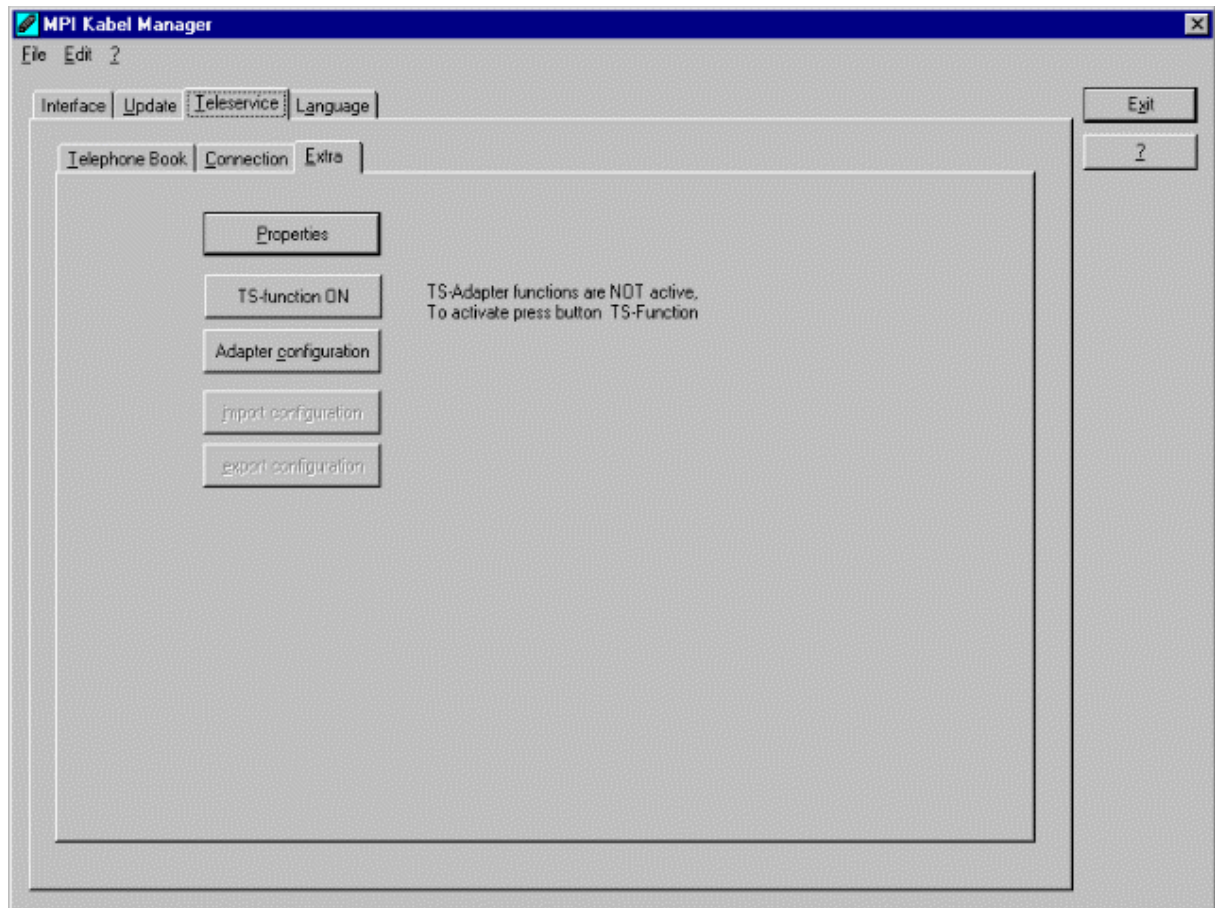 MPI Kabel Manager
File Edit ?
Interface Update Teleservice Language
Exit
?
Telephone Book Connection Extra
Properties
TS-function ON
TS-Adapter functions are NOT active,
To activate press button TS-Function
Adapter configuration
import configuration
export configuration